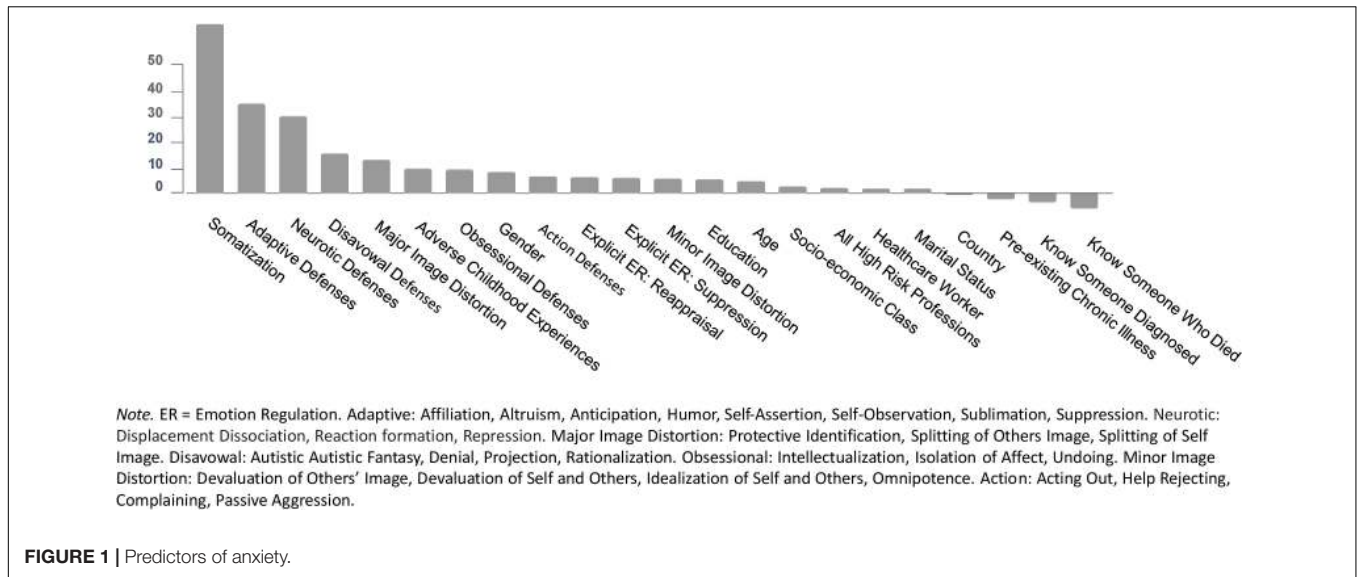 50
40
30
20
10
0
Somatization
Adaptive Defenses
Neurotic Defenses
Disavowal Defenses
Major Image Distortion
Adverse Childhood Experiences
Obsessional Defenses
Gender
Action Defenses
Explicit ER: Reappraisal
Explicit ER: Suppression
Minor Image Distortion
Education
Age
Socio-economic Class
All High Risk Professions
Healthcare Worker
Marital Status
Country
Pre-existing Chronic Illness
Know Someone Diagnosed
Know Someone Who Died
Note. ER = Emotion Regulation. Adaptive: Affiliation, Altruism, Anticipation, Humor, Self-Assertion, Self-Observation, Sublimation, Suppression. Neurotic:
Displacement Dissociation, Reaction formation, Repression. Major Image Distortion: Protective Identification, Splitting of Others Image, Splitting of Self
Image. Disavowal: Autistic Autistic Fantasy, Denial, Projection, Rationalization. Obsessional: Intellectualization, Isolation of Affect, Undoing. Minor Image
Distortion: Devaluation of Others' Image, Devaluation of Self and Others, Idealization of Self and Others, Omnipotence. Action: Acting Out, Help Rejecting,
Complaining, Passive Aggression.
FIGURE 1 | Predictors of anxiety.